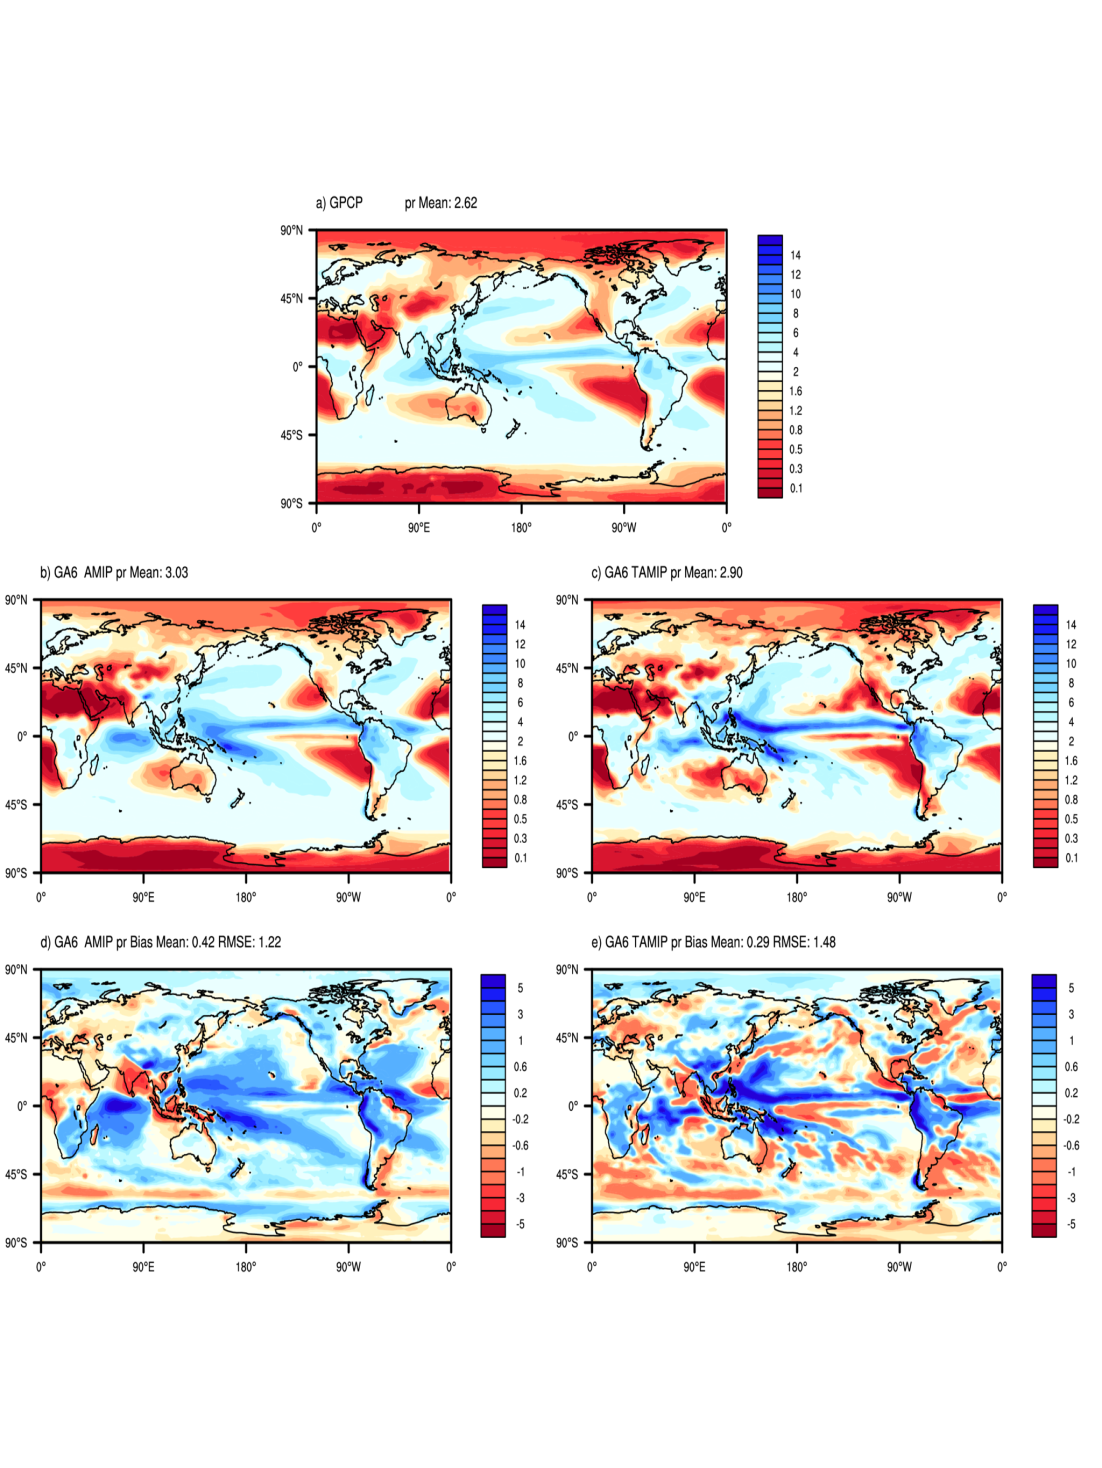 a) GPCP pr Mean: 2.62
90°N
45°N
0°
45°S
90°S
0° 90°E 180° 90°W 0°
14
12
10
8
6
4
2
1.6
1.2
0.8
0.5
0.3
0.1
b) GA6 AMIP pr Mean: 3.03
90°N
45°N
0°
45°S
90°S
0° 90°E 180° 90°W 0°
14
12
10
8
6
4
2
1.6
1.2
0.8
0.5
0.3
0.1
c) GA6 TAMIP pr Mean: 2.90
90°N
45°N
0°
45°S
90°S
0° 90°E 180° 90°W 0°
14
12
10
8
6
4
2
1.6
1.2
0.8
0.5
0.3
0.1
d) GA6 AMIP pr Bias Mean: 0.42 RMSE: 1.22
90°N
45°N
0°
45°S
90°S
0° 90°E 180° 90°W 0°
5
3
1
0.6
0.2
-0.2
-0.6
-1
-3
-5
e) GA6 TAMIP pr Bias Mean: 0.29 RMSE: 1.48
90°N
45°N
0°
45°S
90°S
0° 90°E 180° 90°W 0°
5
3
1
0.6
0.2
-0.2
-0.6
-1
-3
-5